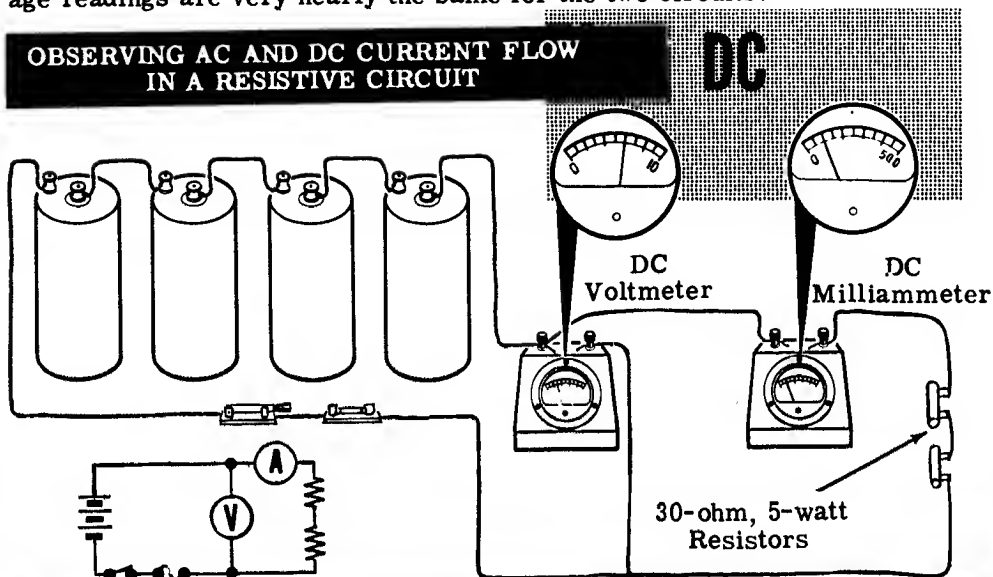 age readings are very nearly the same for the two circuits.
OBSERVING AC AND DC CURRENT FLOW
IN A RESISTIVE CIRCUIT
DC
0 10
0 500
DC
Voltmeter
DC
Milliammeter
A
V
30-ohm, 5-watt
Resistors